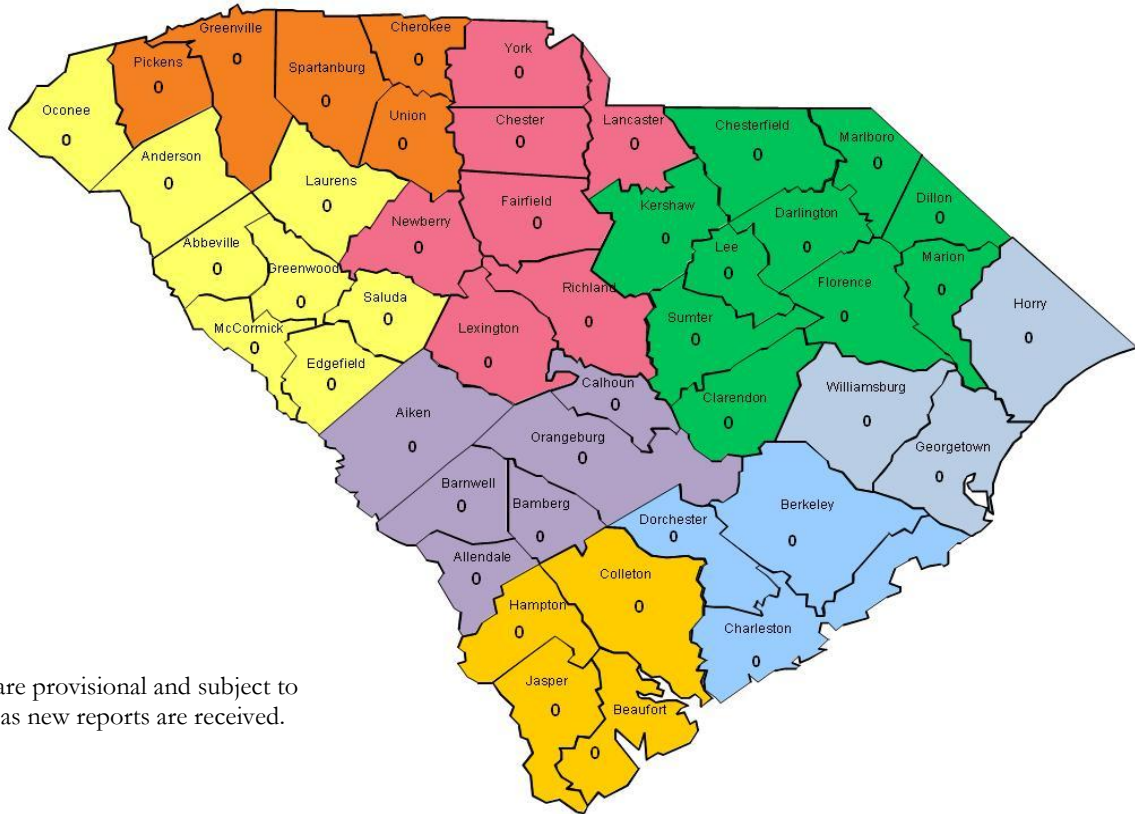 Greenville
0
Cherokee
0
York
0
Pickens
0
Spartanburg
0
Oconee
0
Union
0
Chester
0
Lancaster
0
Chesterfield
0
Marlboro
0
Anderson
0
Laurens
0
Fairfield
0
Kershaw
0
Darlington
0
Dillon
0
Newberry
0
Abbeville
0
Lee
0
Marion
0
Greenwood
0
Saluda
0
Richland
0
Florence
0
Horry
0
McCormick
0
Lexington
0
Sumter
0
Edgefield
0
Calhoun
0
Williamsburg
0
Clarendon
0
Aiken
0
Orangeburg
0
Georgetown
0
Barnwell
0
Bamberg
0
Dorchester
0
Berkeley
0
Allendale
0
Colleton
0
Hampton
0
Charleston
0
Jasper
0
Beaufort
0
are provisional and subject to
as new reports are received.